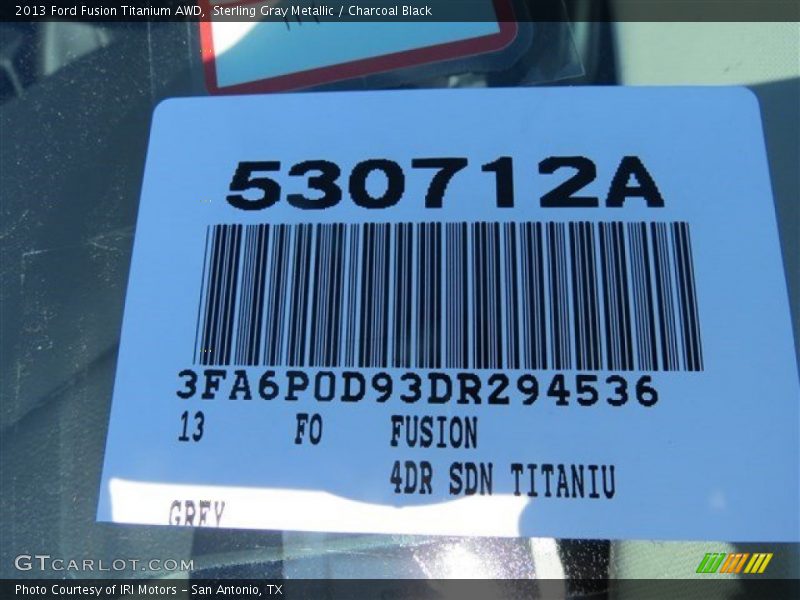 2013 Ford Fusion Titanium AWD, Sterling Gray Metallic / Charcoal Black
530712A
3FA6P0D93DR294536
13 FO FUSION
4DR SDN TITANIU
GREY
GTCARLOT.COM
Photo Courtesy of IRI Motors – San Antonio, TX